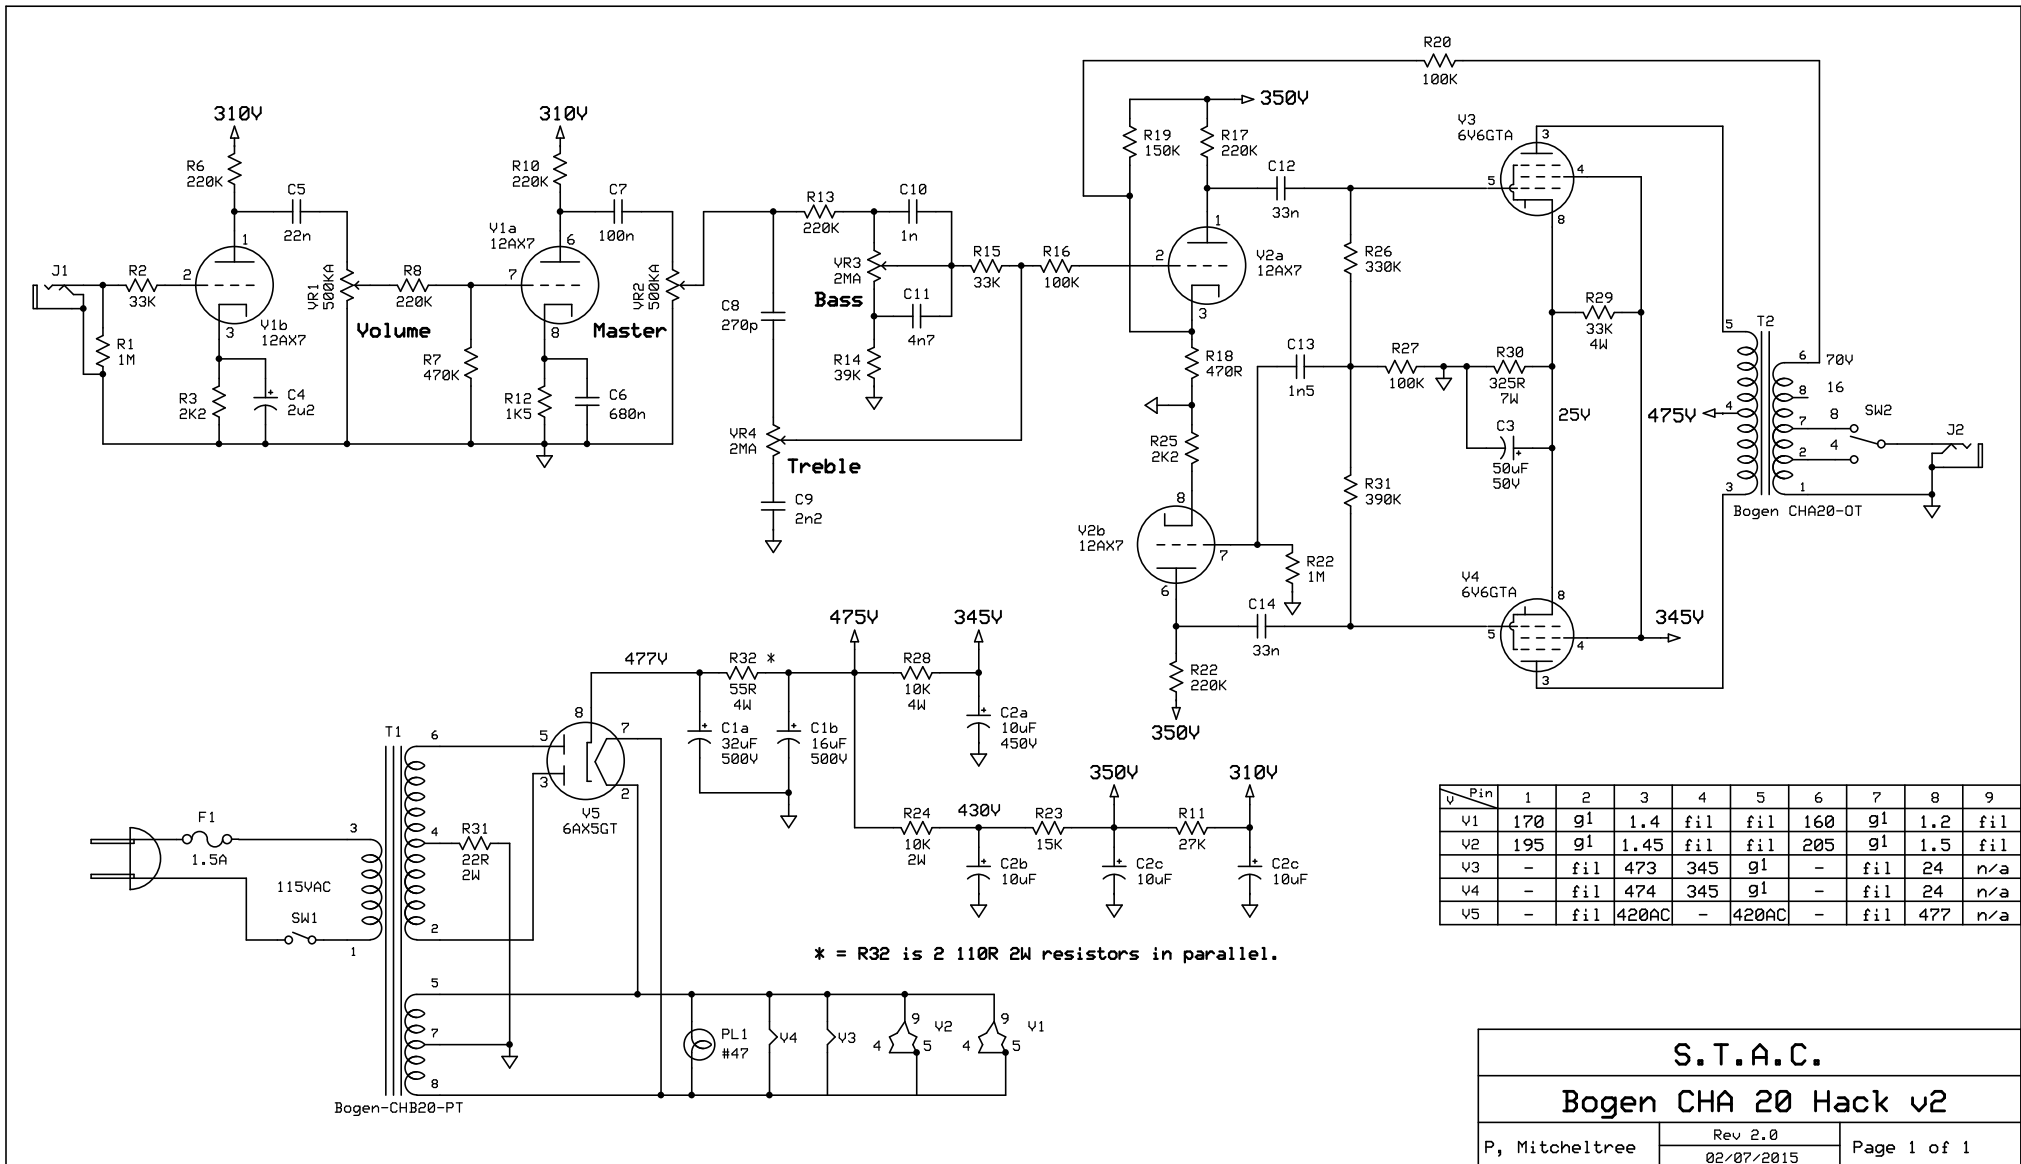 R20
100K
310V
310V
350V
R19
150K
R17
220K
V3
6V6GTA
3
4
5
8
R6
220K
C5
22n
R10
220K
C7
100n
R13
220K
C10
1n
C12
33n
V1a
12AX7
1
6
1
J1
R2
33K
2
VR1
500KA
R8
220K
7
VR2
500KA
VR3
2MA
Bass
R15
33K
R16
100K
2
V2a
12AX7
R26
330K
3
V1b
12AX7
Volume
8
Master
C8
270p
C11
4n7
3
R29
33K
4W
5
T2
R1
1M
R7
470K
R14
39K
R18
470R
C13
1n5
R27
100K
R30
325R
7W
6
70V
R3
2K2
C4
2u2
R12
1K5
C6
680n
8
16
25V
475V
4
7
8
SW2
VR4
2MA
Treble
R25
2K2
C3
50uF
50V
4
2
J2
C9
2n2
8
R31
390K
3
1
Bogen CHA20-OT
V2b
12AX7
7
6
R22
1M
V4
6V6GTA
8
5
4
3
345V
C14
33n
R22
220K
350V
475V
345V
477V
R32 *
55R
4W
R28
10K
4W
C1a
32uF
500V
C1b
16uF
500V
C2a
10uF
450V
T1
6
5
8
7
3
2
V5
6AX5GT
350V
310V
430V
R24
10K
2W
R23
15K
R11
27K
C2b
10uF
C2c
10uF
C2c
10uF
F1
1.5A
3
4
R31
22R
2W
115VAC
SW1
1
2
* = R32 is 2 110R 2W resistors in parallel.
V Pin 1 2 3 4 5 6 7 8 9
V1 170 g1 1.4 fil fil 160 g1 1.2 fil
V2 195 g1 1.45 fil fil 205 g1 1.5 fil
V3 - fil 473 345 g1 - fil 24 n/a
V4 - fil 474 345 g1 - fil 24 n/a
V5 - fil 420AC - 420AC - fil 477 n/a
5
7
8
PL1
#47
V4
V3
9
V2
4
5
9
V1
4
5
Bogen-CHB20-PT
S.T.A.C.
Bogen CHA 20 Hack v2
P, Mitcheltree
Rev 2.0
02/07/2015
Page 1 of 1